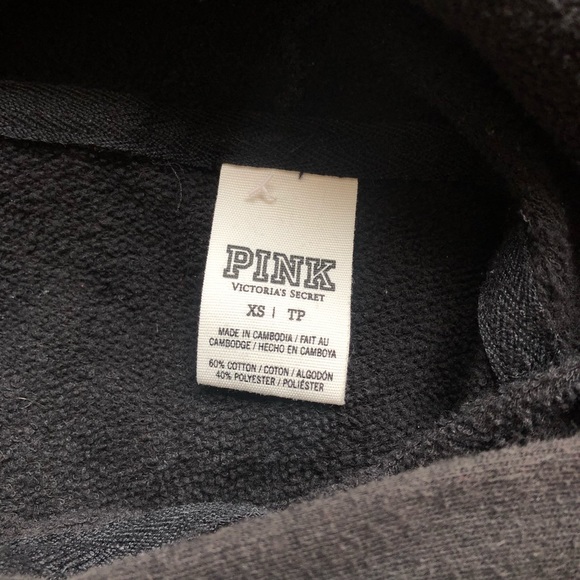 PINK
VICTORIA'S SECRET
XS | TP
MADE IN CAMBODIA / FAIT AU
CAMBODGE / HECHO EN CAMBOYA
60% COTTON / COTON / ALGODÓN
40% POLYESTER / POLIÉSTER